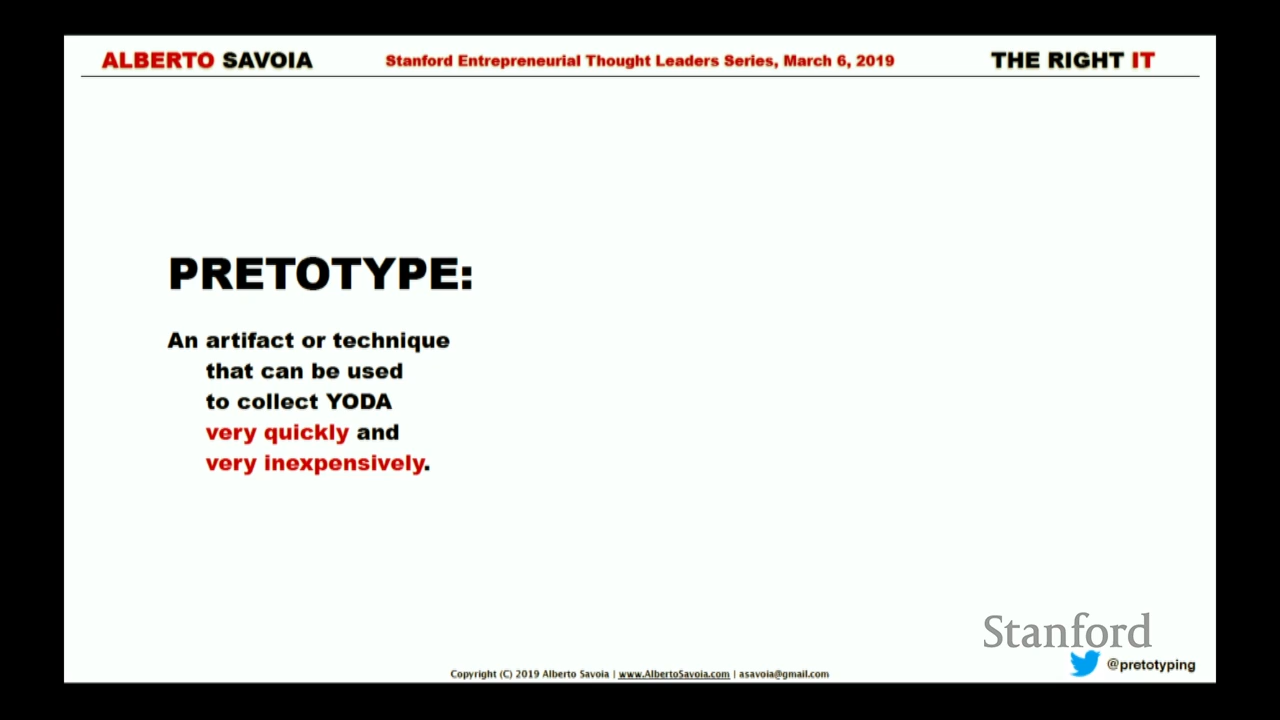 ALBERTO SAVOIA
Stanford Entrepreneurial Thought Leaders Series, March 6, 2019
THE RIGHT IT
PRETOTYPE:
An artifact or technique
that can be used
to collect YODA
very quickly and
very inexpensively.
Stanford
@pretotyping
Copyright (C) 2019 Alberto Savoia | www.AlbertoSavoia.com | asavoia@gmail.com